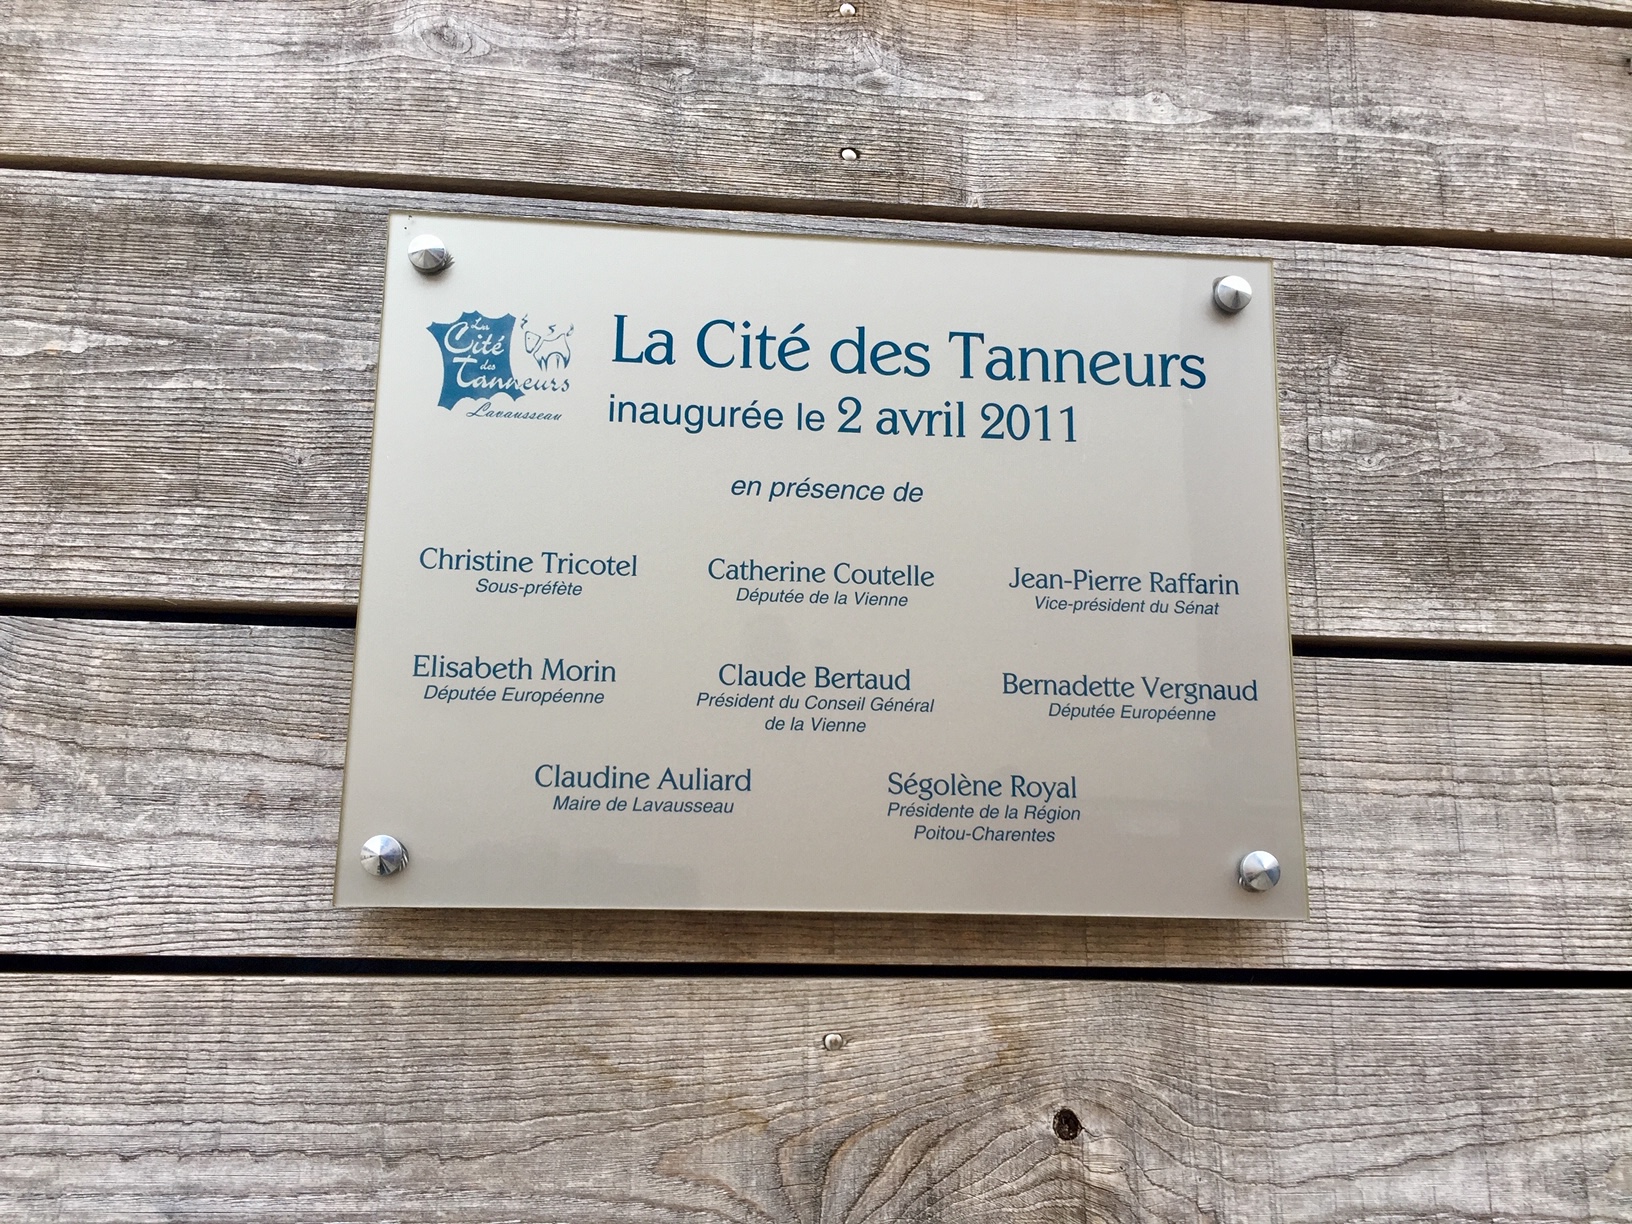 La
Cité
des
Tanneurs
Lavausseau
La Cité des Tanneurs
inaugurée le 2 avril 2011
en présence de
Christine Tricotel
Sous-préfète
Catherine Coutelle
Députée de la Vienne
Jean-Pierre Raffarin
Vice-président du Sénat
Elisabeth Morin
Députée Européenne
Claude Bertaud
Président du Conseil Général
de la Vienne
Bernadette Vergnaud
Députée Européenne
Claudine Auliard
Maire de Lavausseau
Ségolène Royal
Présidente de la Région
Poitou-Charentes